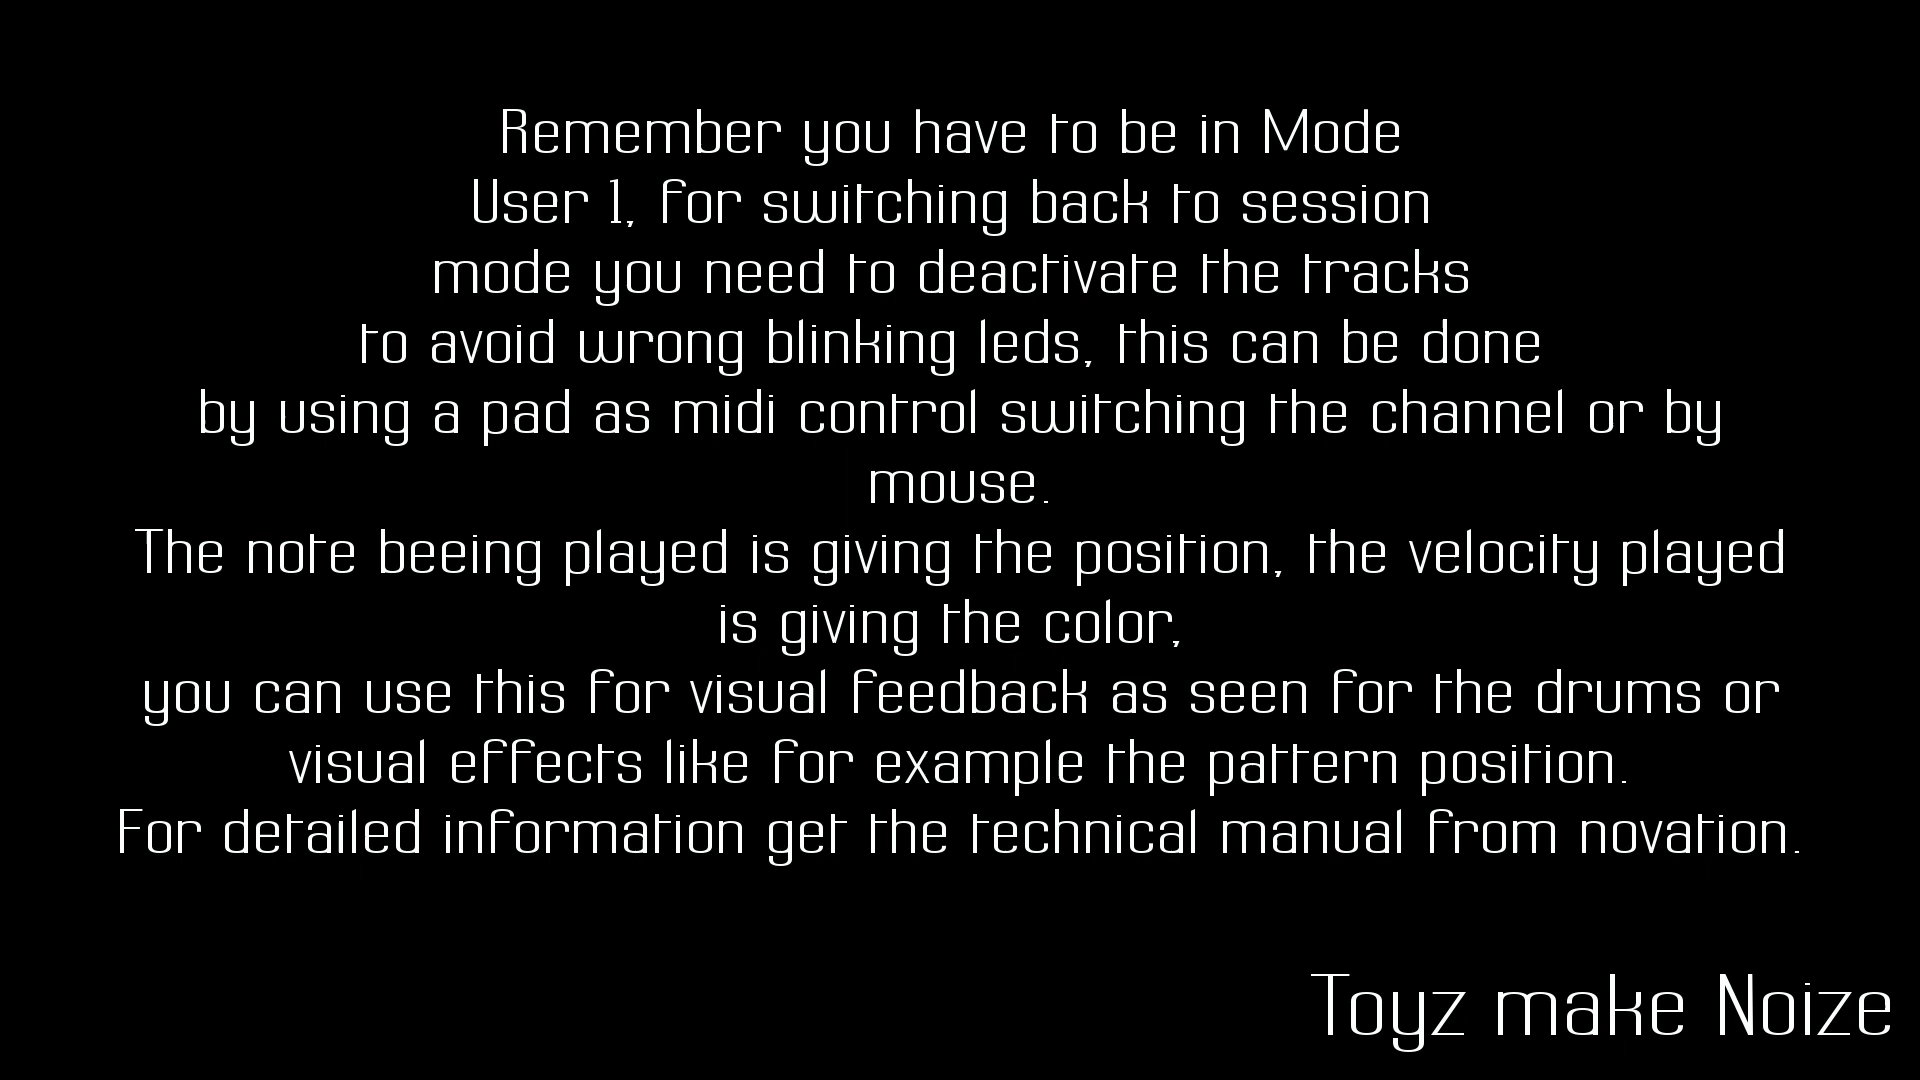 Remember you have to be in Mode
User 1, for switching back to session
mode you need to deactivate the tracks
to avoid wrong blinking leds, this can be done
by using a pad as midi control switching the channel or by
mouse.
The note beeing played is giving the position, the velocity played
is giving the color,
you can use this for visual feedback as seen for the drums or
visual effects like for example the pattern position.
For detailed information get the technical manual from novation.
Toyz make Noize